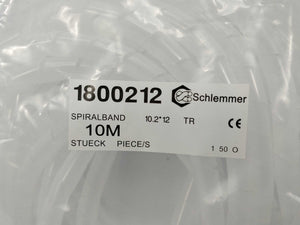 1800212 Schlemmer
SPIRALBAND 10.2*12 TR
10M CE
STUECK PIECE/S 1 50 O